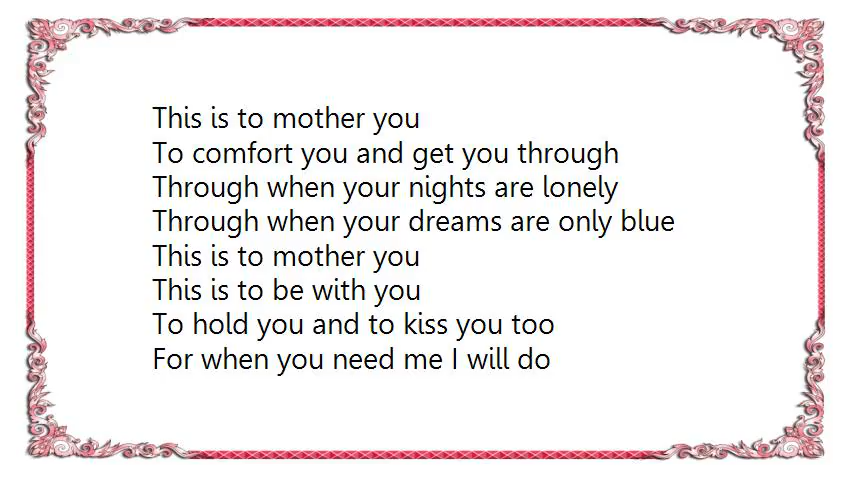 This is to mother you
To comfort you and get you through
Through when your nights are lonely
Through when your dreams are only blue
This is to mother you
This is to be with you
To hold you and to kiss you too
For when you need me I will do